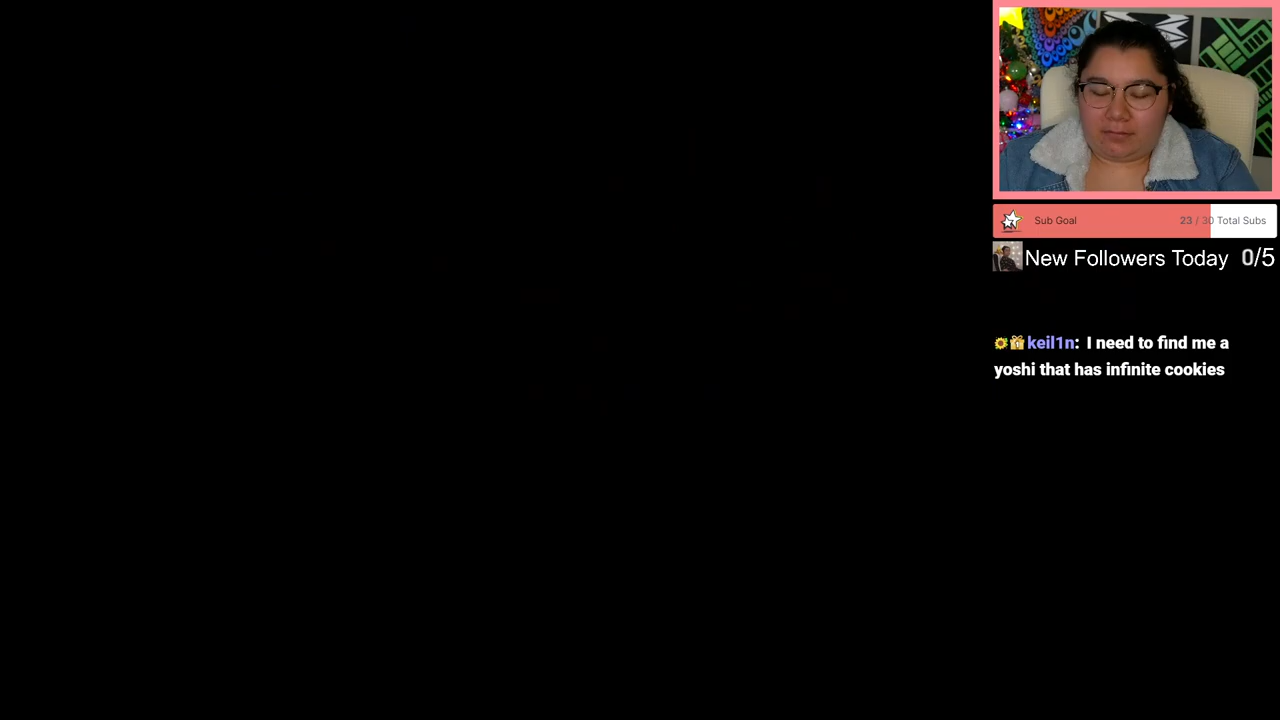 Sub Goal 23 / 30 Total Subs
New Followers Today 0/5
keil1n: I need to find me a
yoshi that has infinite cookies